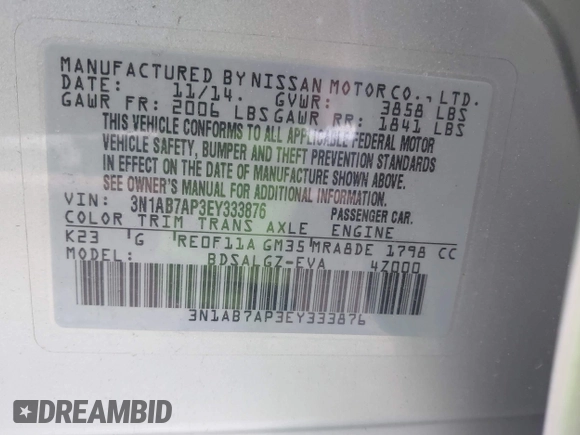 MANUFACTURED BY NISSAN MOTOR CO., LTD.
DATE: 11/14. GVWR: 3858 LBS
GAWR FR: 2006 LBS GAWR RR: 1841 LBS
THIS VEHICLE CONFORMS TO ALL APPLICABLE FEDERAL MOTOR
VEHICLE SAFETY, BUMPER AND THEFT PREVENTION STANDARDS
IN EFFECT ON THE DATE OF MANUFACTURE SHOWN ABOVE.
SEE OWNER'S MANUAL FOR ADDITIONAL INFORMATION
VIN: 3N1AB7AP3EY333876 PASSENGER CAR.
COLOR TRIM TRANS AXLE ENGINE
K23 G RE0F11A GM35 MRA8DE 1798 CC
MODEL: BDSALGZ-EVA 4Z000
3N1AB7AP3EY333876
DREAMBID